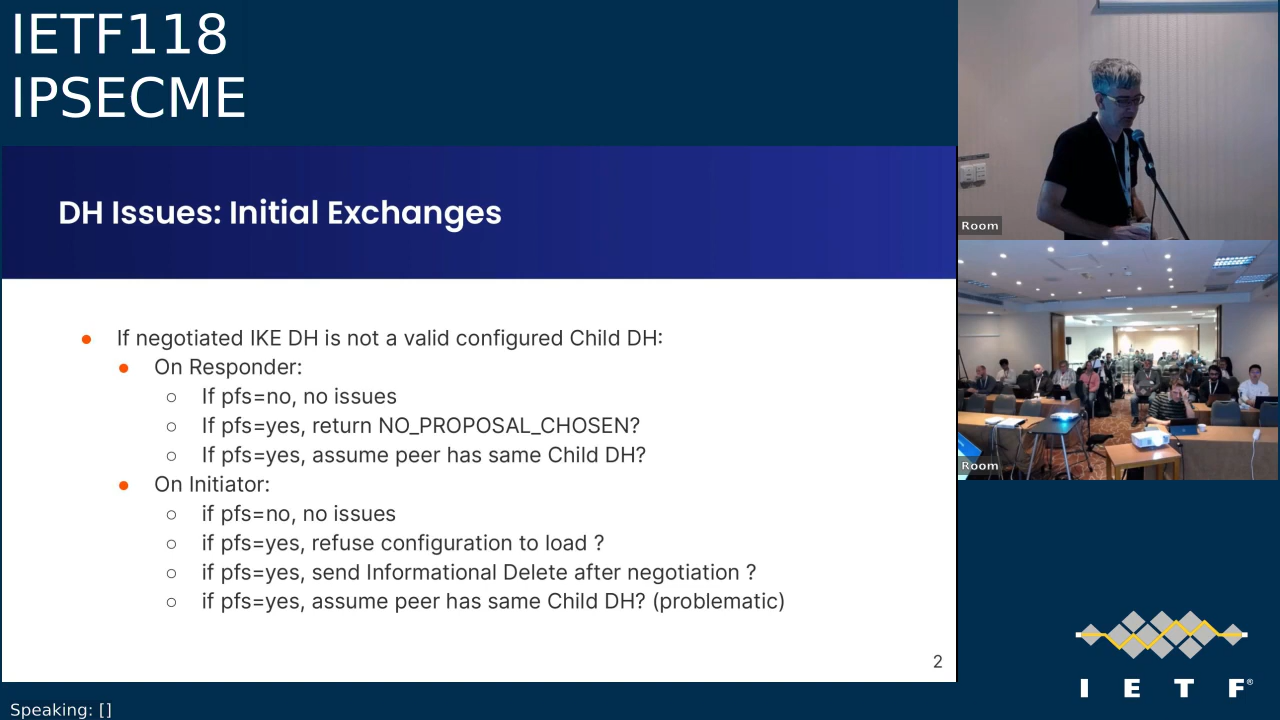 IETF118
IPSECME
DH Issues: Initial Exchanges
● If negotiated IKE DH is not a valid configured Child DH:
● On Responder:
○ If pfs=no, no issues
○ If pfs=yes, return NO_PROPOSAL_CHOSEN?
○ If pfs=yes, assume peer has same Child DH?
● On Initiator:
○ if pfs=no, no issues
○ if pfs=yes, refuse configuration to load ?
○ if pfs=yes, send Informational Delete after negotiation ?
○ if pfs=yes, assume peer has same Child DH? (problematic)
2
Room
Room
I E T F®
Speaking: []